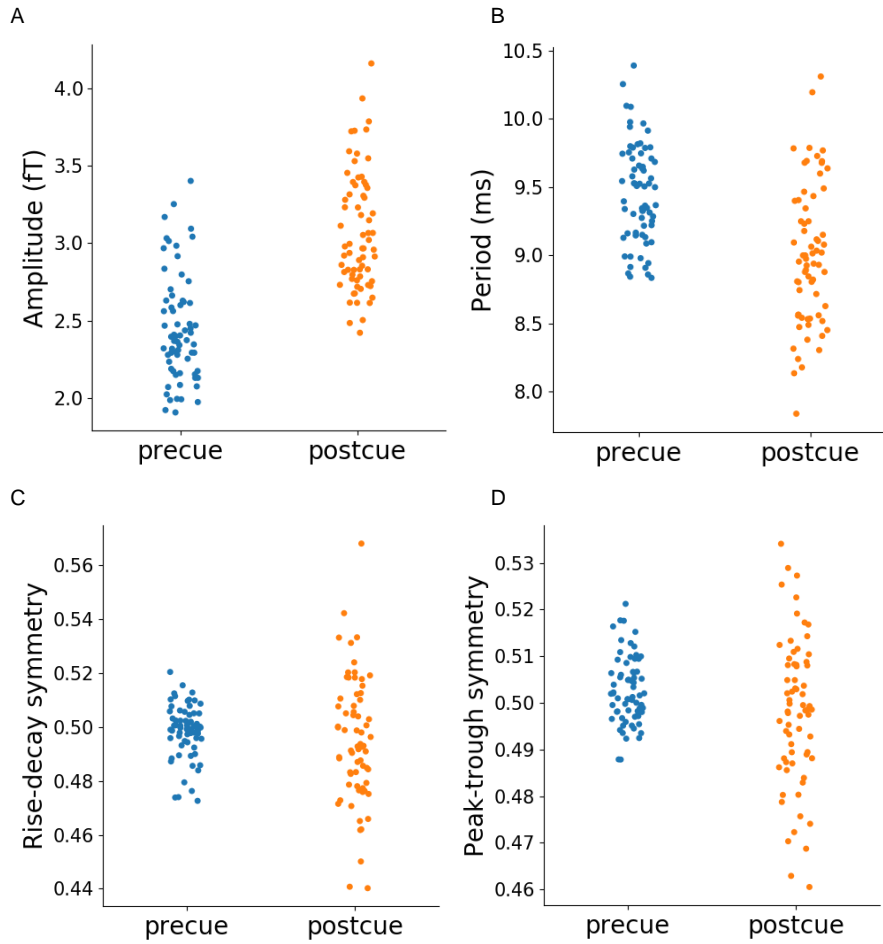 A
Amplitude (fT)
4.0
3.5
3.0
2.5
2.0
precue postcue
B
Period (ms)
10.5
10.0
9.5
9.0
8.5
8.0
precue postcue
C
Rise-decay symmetry
0.56
0.54
0.52
0.50
0.48
0.46
0.44
precue postcue
D
Peak-trough symmetry
0.53
0.52
0.51
0.50
0.49
0.48
0.47
0.46
precue postcue